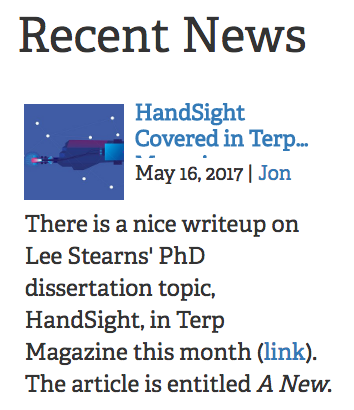 Recent News
HandSight
Covered in Terp...
May 16, 2017 | Jon
There is a nice writeup on
Lee Stearns' PhD
dissertation topic,
HandSight, in Terp
Magazine this month (link).
The article is entitled A New.